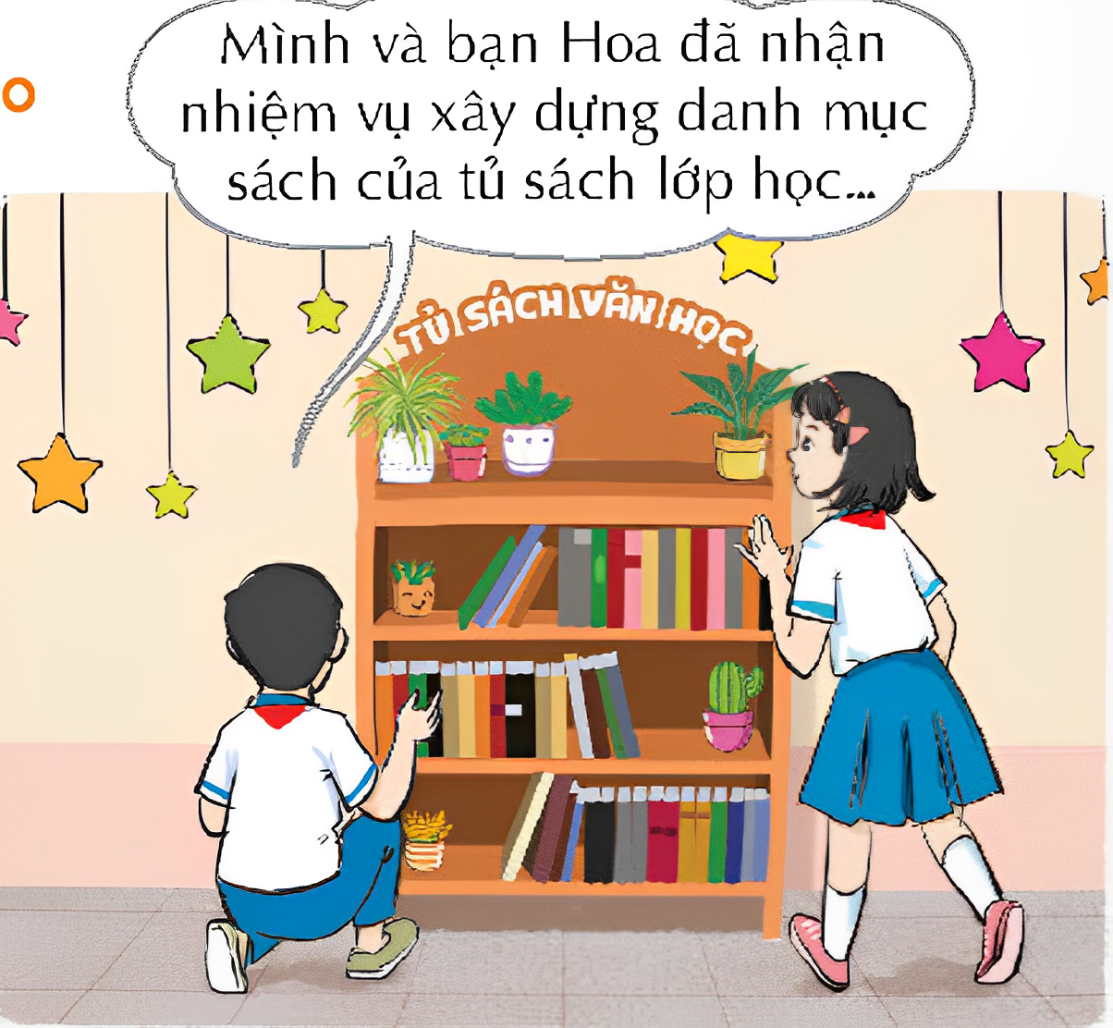 Mình và bạn Hoa đã nhận
nhiệm vụ xây dựng danh mục
sách của tủ sách lớp học...
TỦ SÁCH VĂN HỌC